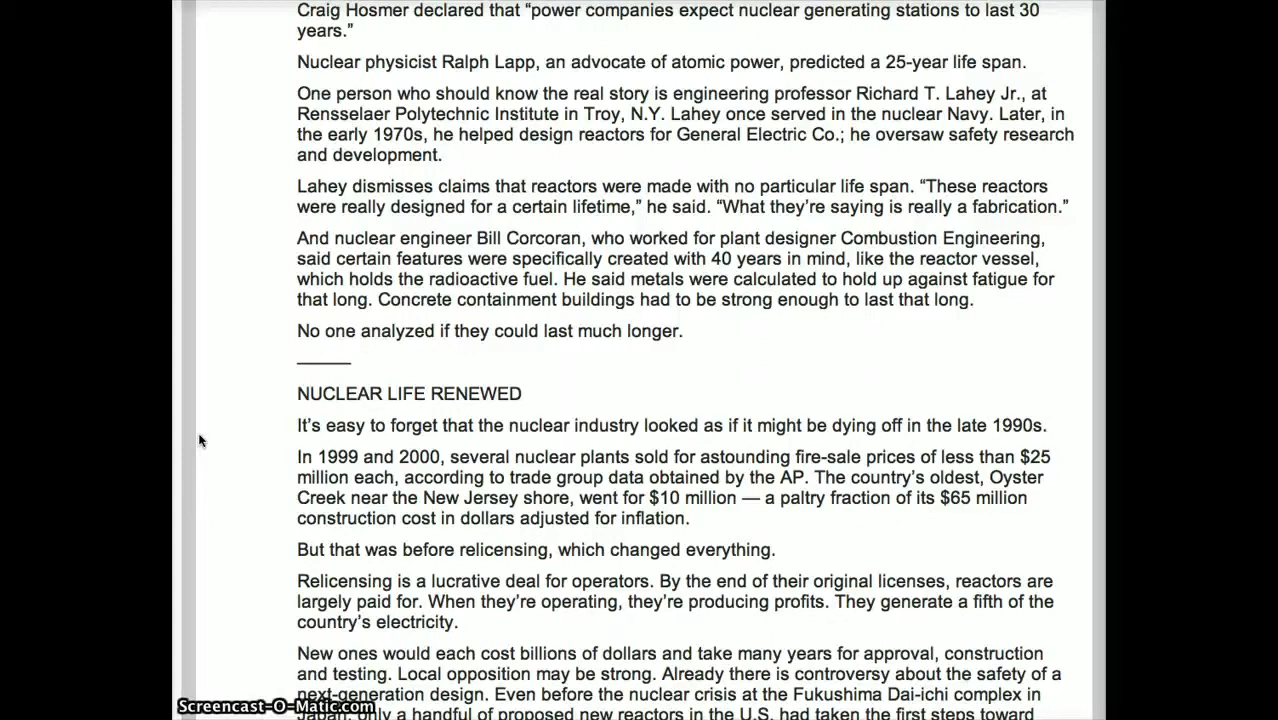 Craig Hosmer declared that “power companies expect nuclear generating stations to last 30
years.”
Nuclear physicist Ralph Lapp, an advocate of atomic power, predicted a 25-year life span.
One person who should know the real story is engineering professor Richard T. Lahey Jr., at
Rensselaer Polytechnic Institute in Troy, N.Y. Lahey once served in the nuclear Navy. Later, in
the early 1970s, he helped design reactors for General Electric Co.; he oversaw safety research
and development.
Lahey dismisses claims that reactors were made with no particular life span. “These reactors
were really designed for a certain lifetime,” he said. “What they’re saying is really a fabrication.”
And nuclear engineer Bill Corcoran, who worked for plant designer Combustion Engineering,
said certain features were specifically created with 40 years in mind, like the reactor vessel,
which holds the radioactive fuel. He said metals were calculated to hold up against fatigue for
that long. Concrete containment buildings had to be strong enough to last that long.
No one analyzed if they could last much longer.
______
NUCLEAR LIFE RENEWED
It’s easy to forget that the nuclear industry looked as if it might be dying off in the late 1990s.
In 1999 and 2000, several nuclear plants sold for astounding fire-sale prices of less than $25
million each, according to trade group data obtained by the AP. The country’s oldest, Oyster
Creek near the New Jersey shore, went for $10 million — a paltry fraction of its $65 million
construction cost in dollars adjusted for inflation.
But that was before relicensing, which changed everything.
Relicensing is a lucrative deal for operators. By the end of their original licenses, reactors are
largely paid for. When they’re operating, they’re producing profits. They generate a fifth of the
country’s electricity.
New ones would each cost billions of dollars and take many years for approval, construction
and testing. Local opposition may be strong. Already there is controversy about the safety of a
next-generation design. Even before the nuclear crisis at the Fukushima Dai-ichi complex in
Japan, only a handful of proposed new reactors in the U.S. had taken the first steps toward
Screencast-O-Matic.com